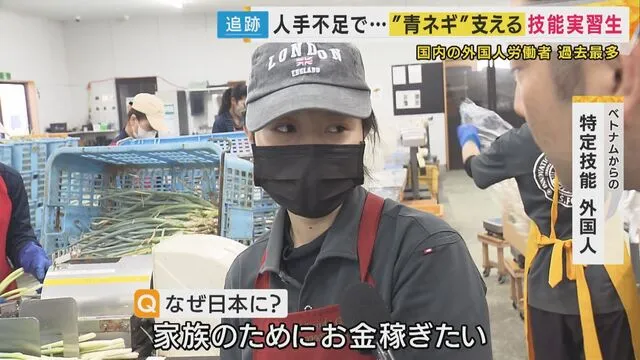 追跡
人手不足で…"青ネギ"支える 技能実習生
国内の外国人労働者 過去最多
LONDON
ベトナムからの
特定技能 外国人
Q なぜ日本に?
家族のためにお金稼ぎたい